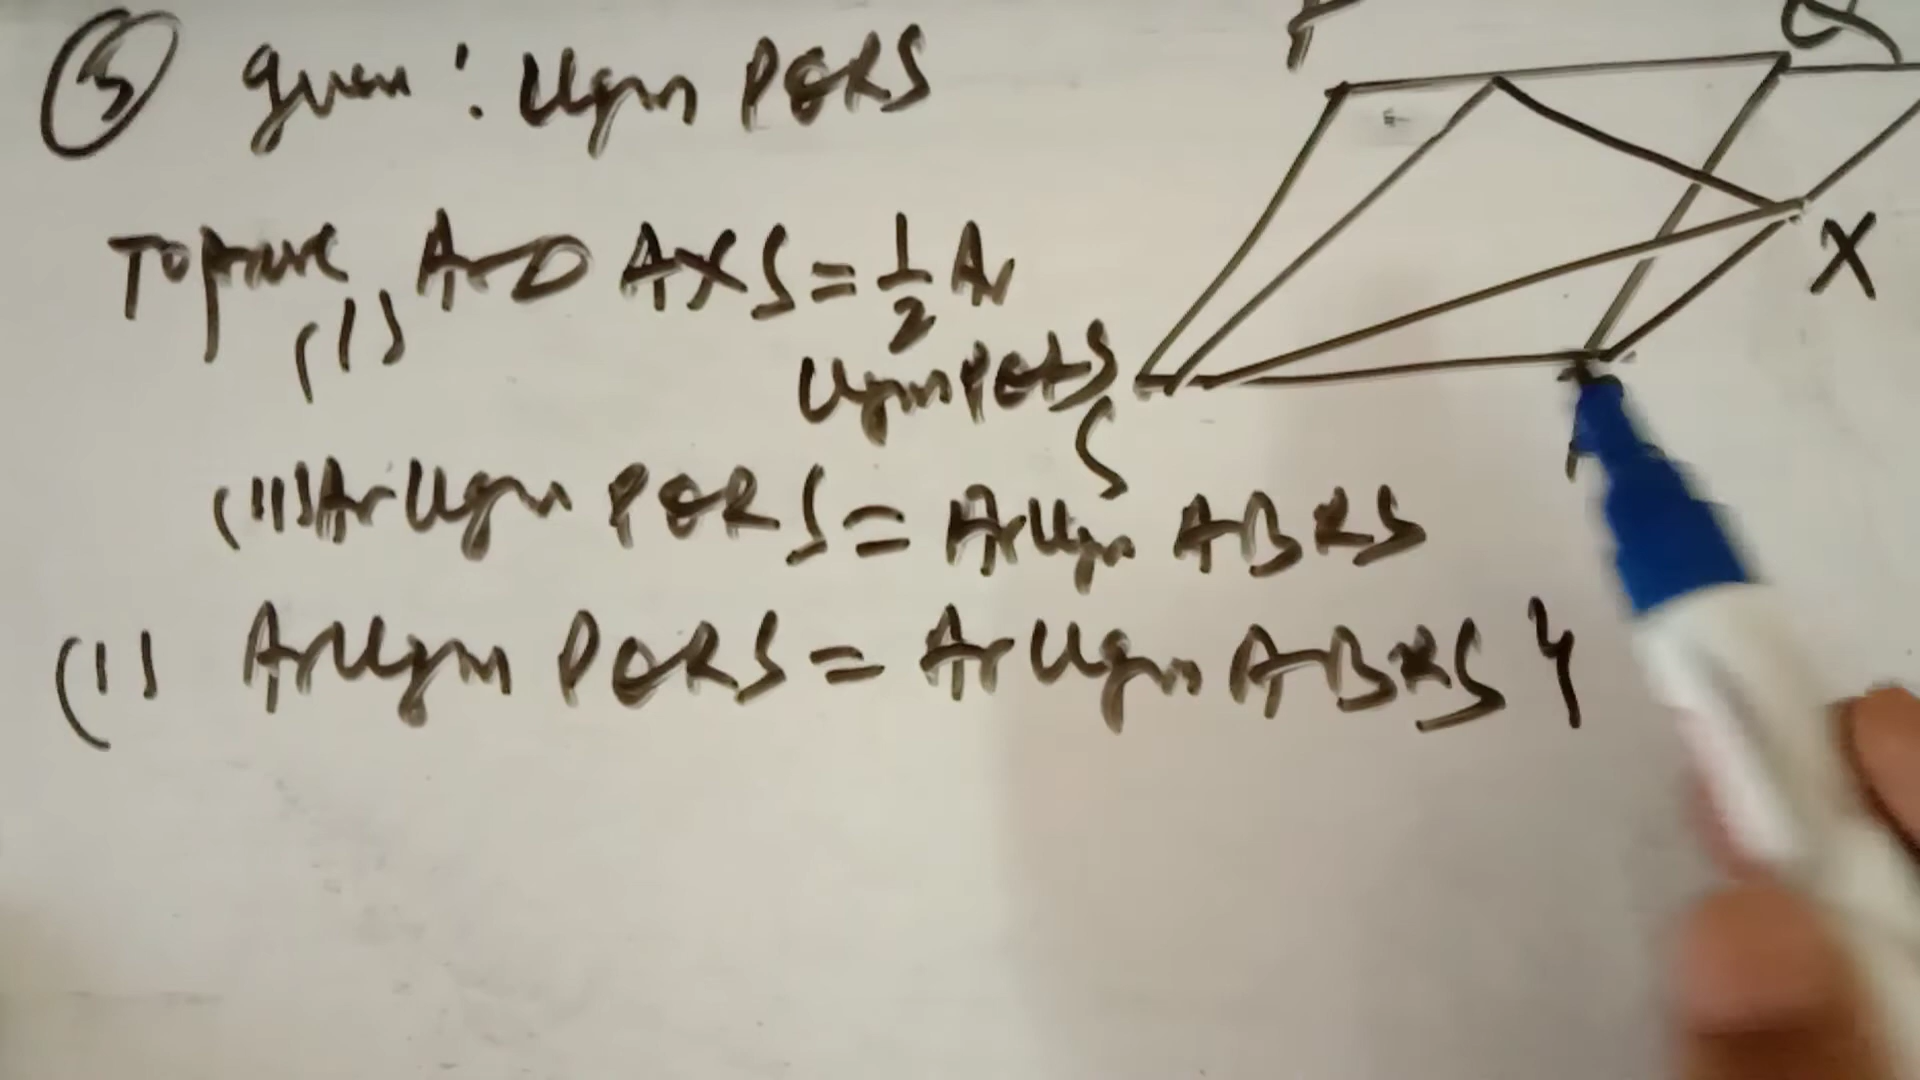 P Q
(5) given : llgm PQRS
X
To prove Ar △ AXS = 1/2 Ar
(i)
llgm PQRS
S
(ii) Ar llgm PQRS = Ar llgm ABRS
(i) Ar llgm PQRS = Ar llgm ABRS }